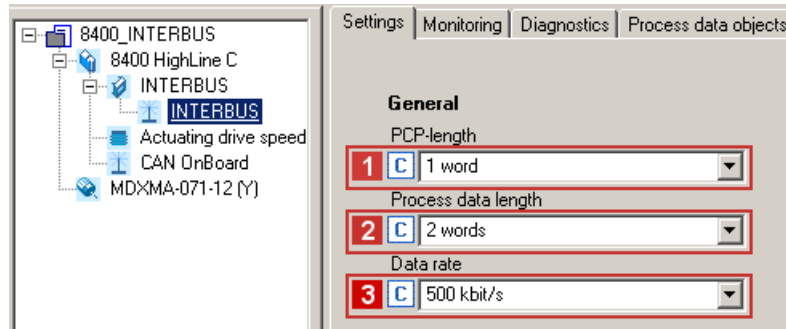 8400_INTERBUS
8400 HighLine C
INTERBUS
INTERBUS
Actuating drive speed
CAN OnBoard
MDXMA-071-12 (Y)
Settings Monitoring Diagnostics Process data objects
General
PCP-length
1 C 1 word
Process data length
2 C 2 words
Data rate
3 C 500 kbit/s